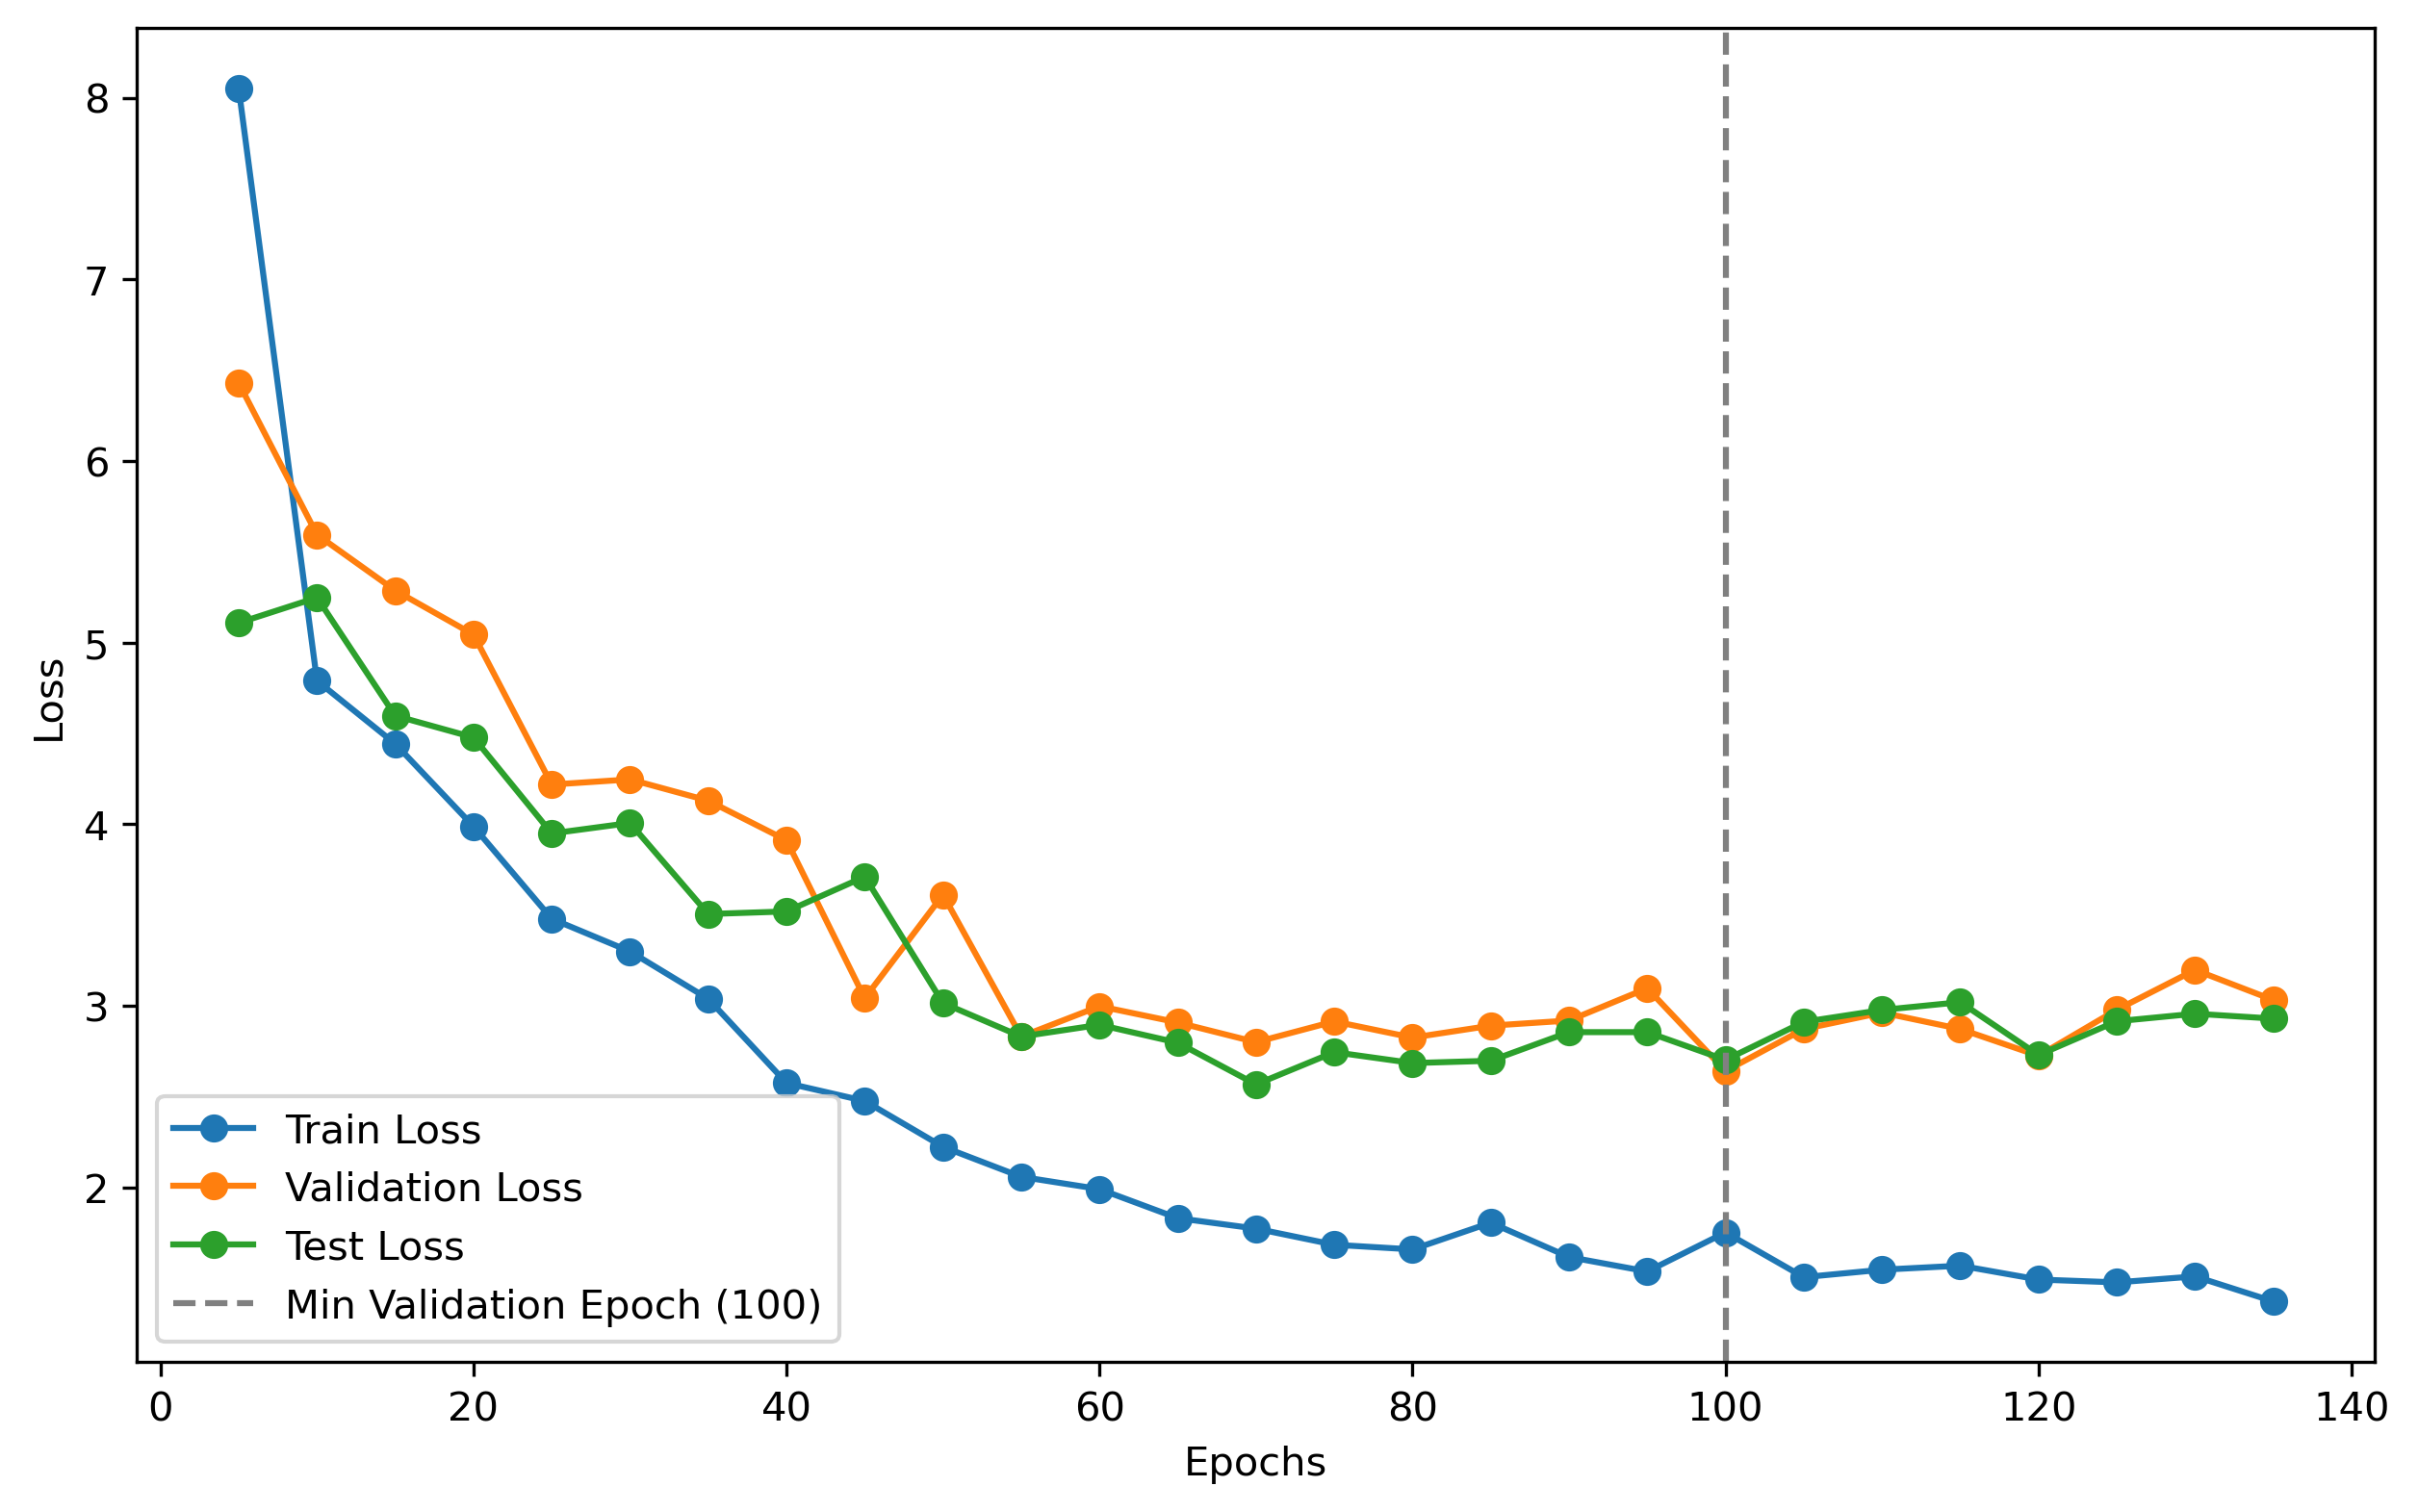 8
7
6
5
4
3
2
Loss
Train Loss
Validation Loss
Test Loss
Min Validation Epoch (100)
0 20 40 60 80 100 120 140
Epochs